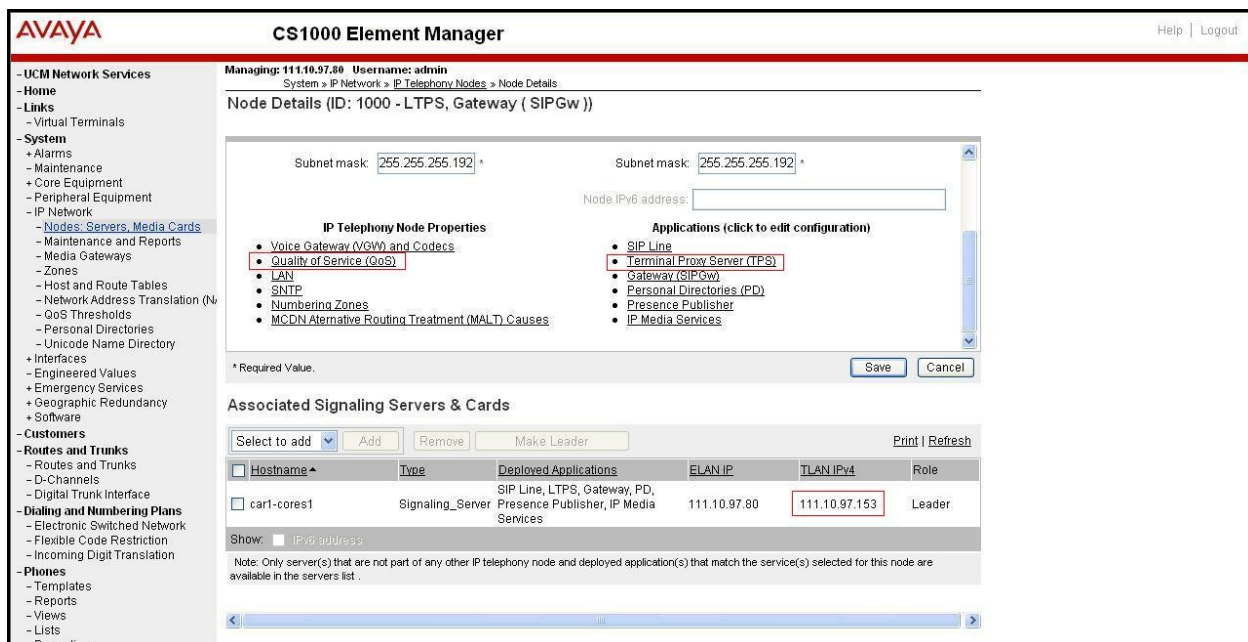 AVAYA
CS1000 Element Manager
Help | Logout
Managing: 111.10.97.80 Username: admin
System » IP Network » IP Telephony Nodes » Node Details
Node Details (ID: 1000 - LTPS, Gateway ( SIPGw ))
- UCM Network Services
- Home
- Links
- Virtual Terminals
- System
+ Alarms
- Maintenance
+ Core Equipment
- Peripheral Equipment
- IP Network
- Nodes: Servers, Media Cards
- Maintenance and Reports
- Media Gateways
- Zones
- Host and Route Tables
- Network Address Translation (N
- QoS Thresholds
- Personal Directories
- Unicode Name Directory
+ Interfaces
- Engineered Values
+ Emergency Services
+ Geographic Redundancy
+ Software
- Customers
- Routes and Trunks
- Routes and Trunks
- D-Channels
- Digital Trunk Interface
- Dialing and Numbering Plans
- Electronic Switched Network
- Flexible Code Restriction
- Incoming Digit Translation
- Phones
- Templates
- Reports
- Views
- Lists
Subnet mask: 255.255.255.192 *
Subnet mask: 255.255.255.192 *
Node IPv6 address:
IP Telephony Node Properties
• Voice Gateway (VGW) and Codecs
• Quality of Service (QoS)
• LAN
• SNTP
• Numbering Zones
• MCDN Aternative Routing Treatment (MALT) Causes
Applications (click to edit configuration)
• SIP Line
• Terminal Proxy Server (TPS)
• Gateway (SIPGw)
• Personal Directories (PD)
• Presence Publisher
• IP Media Services
* Required Value.
Save
Cancel
Associated Signaling Servers & Cards
Select to add
Add
Remove
Make Leader
Print | Refresh
Hostname
Type
Deployed Applications
ELAN IP
TLAN IPv4
Role
car1-cores1
Signaling_Server
SIP Line, LTPS, Gateway, PD,
Presence Publisher, IP Media
Services
111.10.97.80
111.10.97.153
Leader
Show: IPv6 address
Note: Only server(s) that are not part of any other IP telephony node and deployed application(s) that match the service(s) selected for this node are
available in the servers list .